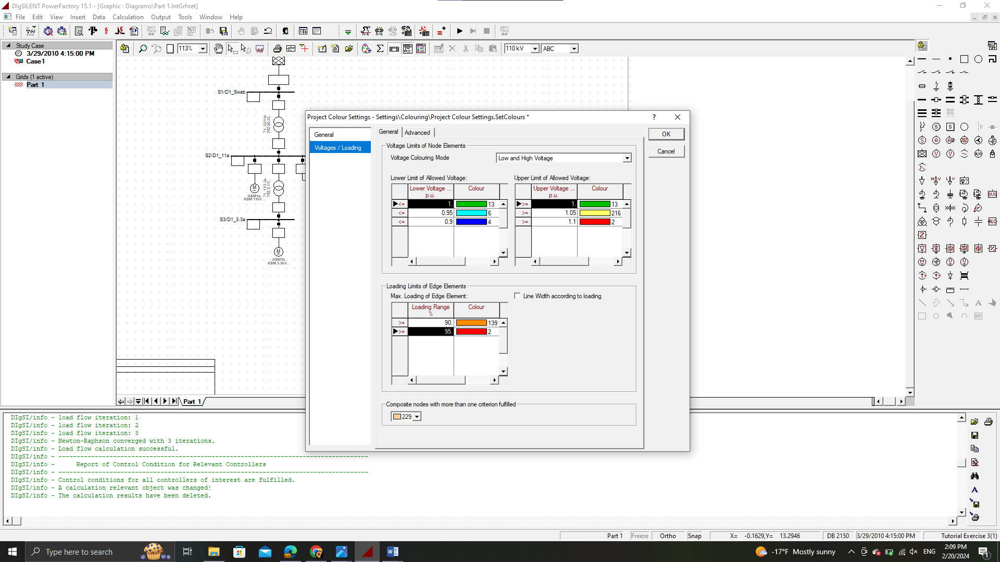 DIgSILENT PowerFactory 15.1 - [Graphic : Diagrams\Part 1.IntGrfnet]
File Edit View Insert Data Calculation Output Tools Window Help
Study Case
3/29/2010 4:15:00 PM
Case1
Grids (1 active)
Part 1
113%
110 kV
ABC
S1/D1_Swab
T1_33/11a
TR2 20;33..
S2/D1_11a
M
ASM1a
ASM 11kV ..
T1_11/3.3a
TR2 5;11/..
S3/D1_3.3a
M
ASM1b
ASM 3.3kV..
Part 1
Project Colour Settings - Settings\Colouring\Project Colour Settings.SetColours *
? 
General
Voltages / Loading
General Advanced
OK
Cancel
Voltage Limits of Node Elements
Voltage Colouring Mode
Low and High Voltage
Lower Limit of Allowed Voltage:
Lower Voltage ... Colour
p.u.
<= 1. 13
<= 0.95 6
<= 0.9 4
Upper Limit of Allowed Voltage:
Upper Voltage ... Colour
p.u.
>= 1. 13
>= 1.05 216
>= 1.1 2
Loading Limits of Edge Elements
Max. Loading of Edge Element:
Line Width according to loading
Loading Range Colour
%
>= 90. 139
>= 95. 2
Composite nodes with more than one criterion fulfilled
229
DIgSI/info - load flow iteration: 1
DIgSI/info - load flow iteration: 2
DIgSI/info - load flow iteration: 3
DIgSI/info - Newton-Raphson converged with 3 iterations.
DIgSI/info - Load flow calculation successful.
DIgSI/info - -------------------------------------------------------------------------------------
DIgSI/info - Report of Control Condition for Relevant Controllers
DIgSI/info - -------------------------------------------------------------------------------------
DIgSI/info - Control conditions for all controllers of interest are fulfilled.
DIgSI/info - A calculation relevant object was changed!
DIgSI/info - The calculation results have been deleted.
Part 1 Freeze Ortho Snap X= -0.1629,Y= 13.2946 DB 2150 3/29/2010 4:15:00 PM Tutorial Exercise 3(1)
Type here to search
-17°F Mostly sunny
ENG
2:09 PM
2/20/2024
1